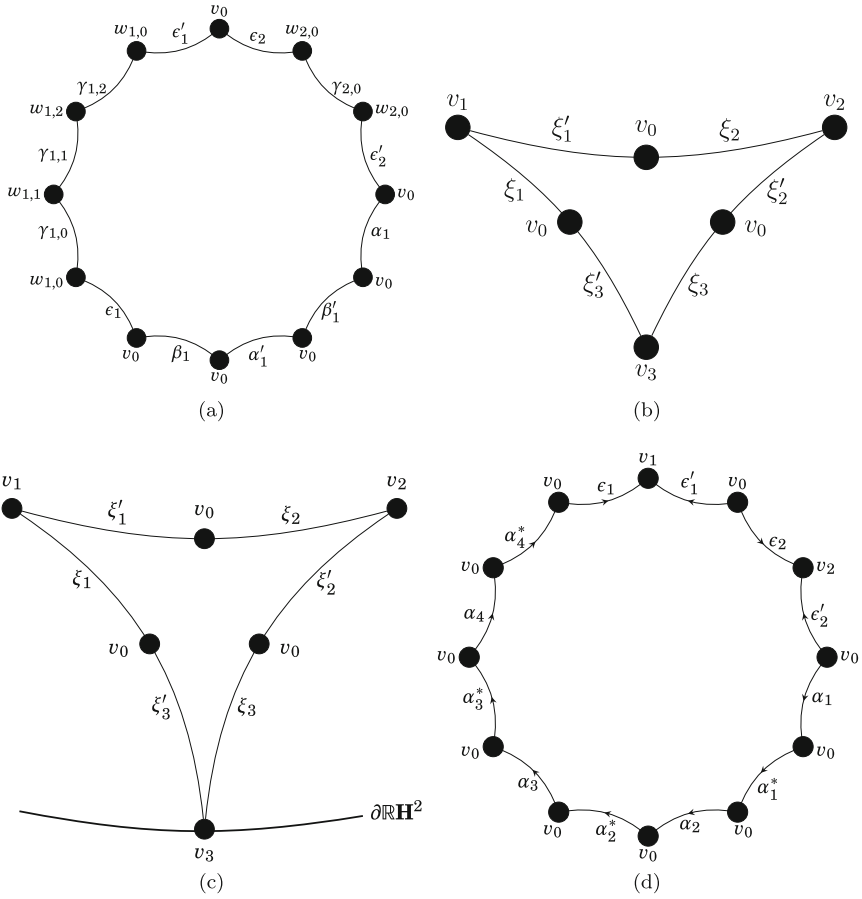 v₀
w₁,₀ ϵ′₁ ϵ₂ w₂,₀
γ₁,₂ γ₂,₀
w₁,₂ w₂,₀
γ₁,₁ ϵ′₂
w₁,₁ v₀
γ₁,₀ α₁
w₁,₀ v₀
ϵ₁ β′₁
v₀ β₁ α′₁ v₀
v₀
(a)
v₁ v₂
ξ′₁ v₀ ξ₂
ξ₁ ξ′₂
v₀ v₀
ξ′₃ ξ₃
v₃
(b)
v₁ v₂
ξ′₁ v₀ ξ₂
ξ₁ ξ′₂
v₀ v₀
ξ′₃ ξ₃
∂ℝH²
v₃
(c)
v₁
v₀ ϵ₁ ϵ′₁ v₀
α₄* ϵ₂
v₀ v₂
α₄ ϵ′₂
v₀ v₀
α₃* α₁
v₀ v₀
α₃ α₁*
v₀ α₂* α₂ v₀
v₀
(d)